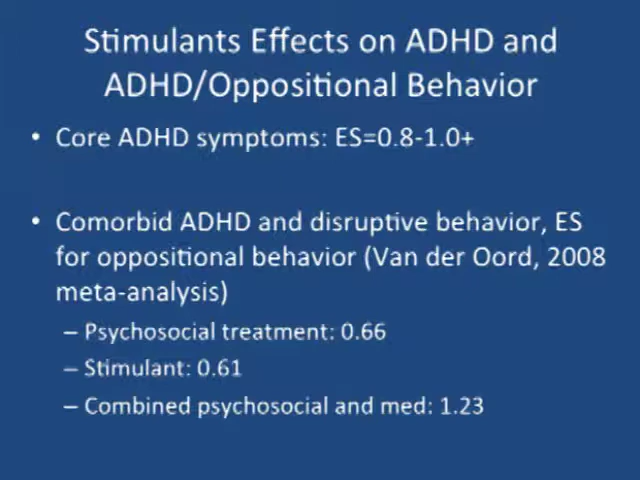 Stimulants Effects on ADHD and
ADHD/Oppositional Behavior
• Core ADHD symptoms: ES=0.8-1.0+
• Comorbid ADHD and disruptive behavior, ES
for oppositional behavior (Van der Oord, 2008
meta-analysis)
– Psychosocial treatment: 0.66
– Stimulant: 0.61
– Combined psychosocial and med: 1.23